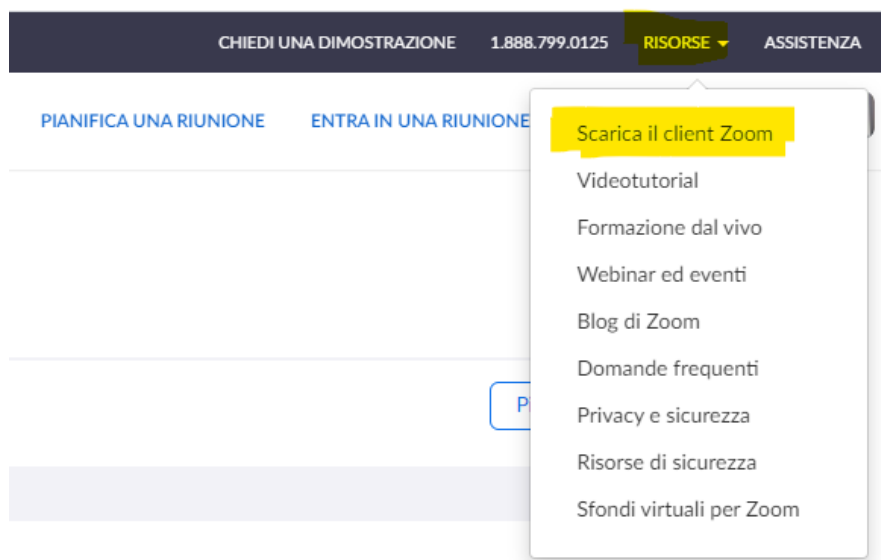 CHIEDI UNA DIMOSTRAZIONE 1.888.799.0125 RISORSE ASSISTENZA
PIANIFICA UNA RIUNIONE ENTRA IN UNA RIUNIONE
Scarica il client Zoom
Videotutorial
Formazione dal vivo
Webinar ed eventi
Blog di Zoom
Domande frequenti
P
Privacy e sicurezza
Risorse di sicurezza
Sfondi virtuali per Zoom